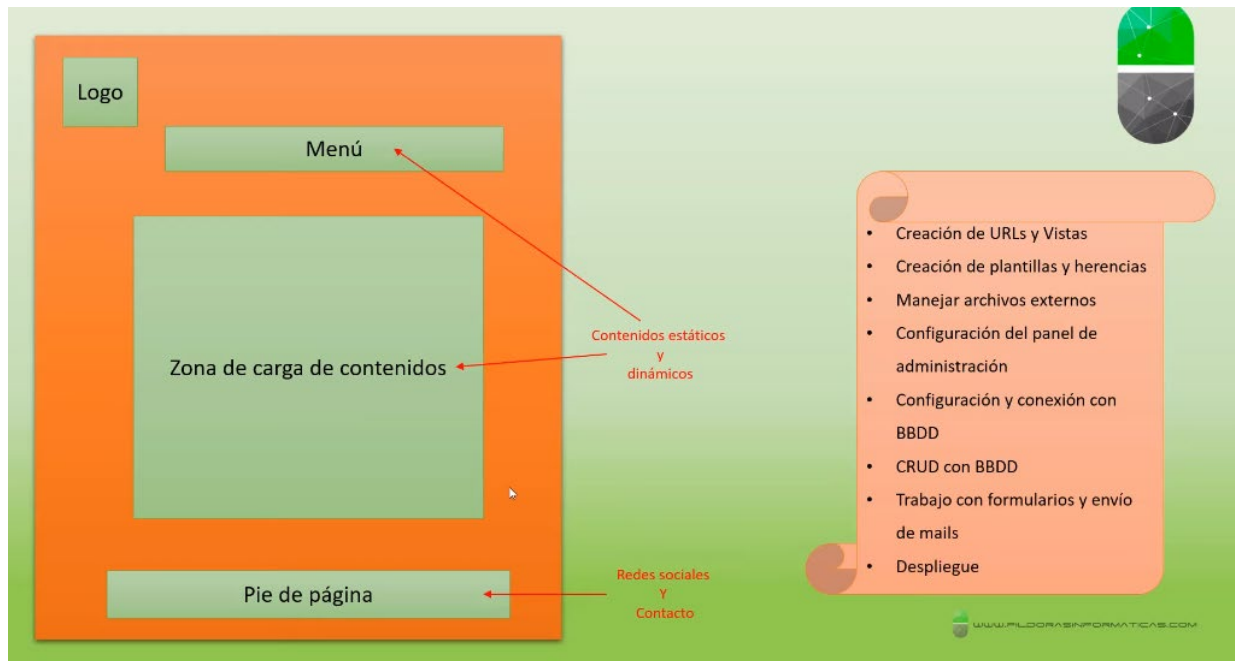 Logo
Menú
Zona de carga de contenidos
Contenidos estáticos
y
dinámicos
Pie de página
Redes sociales
Y
Contacto
• Creación de URLs y Vistas
• Creación de plantillas y herencias
• Manejar archivos externos
• Configuración del panel de
administración
• Configuración y conexión con
BBDD
• CRUD con BBDD
• Trabajo con formularios y envío
de mails
• Despliegue
WWW.PILDORASINFORMATICAS.COM